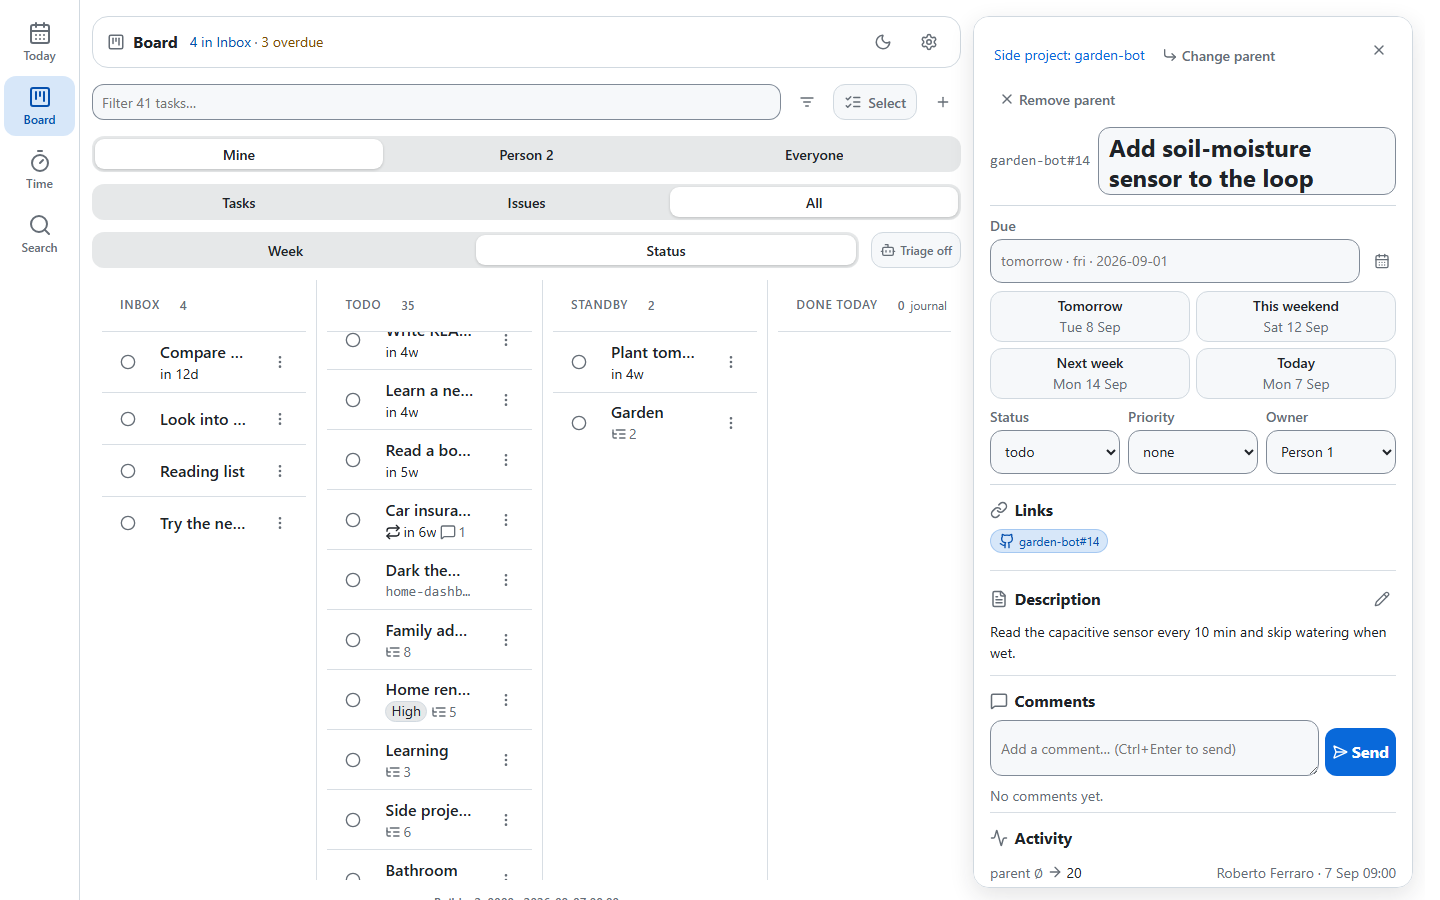 Today
Board
Time
Search
Board 4 in Inbox · 3 overdue
Filter 41 tasks...
Select
Mine Person 2 Everyone
Tasks Issues All
Week Status
Triage off
INBOX 4
Compare ...
in 12d
Look into ...
Reading list
Try the ne...
TODO 35
in 4w
Learn a ne...
in 4w
Read a bo...
in 5w
Car insura...
in 6w 1
Dark the...
home-dashb...
Family ad...
8
Home ren...
High 5
Learning
3
Side proje...
6
Bathroom
STANDBY 2
Plant tom...
in 4w
Garden
2
DONE TODAY 0 journal
Side project: garden-bot Change parent
Remove parent
garden-bot#14
Add soil-moisture
sensor to the loop
Due
tomorrow · fri · 2026-09-01
Tomorrow
Tue 8 Sep
This weekend
Sat 12 Sep
Next week
Mon 14 Sep
Today
Mon 7 Sep
Status Priority Owner
todo none Person 1
Links
garden-bot#14
Description
Read the capacitive sensor every 10 min and skip watering when
wet.
Comments
Add a comment... (Ctrl+Enter to send)
Send
No comments yet.
Activity
parent ∅ → 20 Roberto Ferraro · 7 Sep 09:00